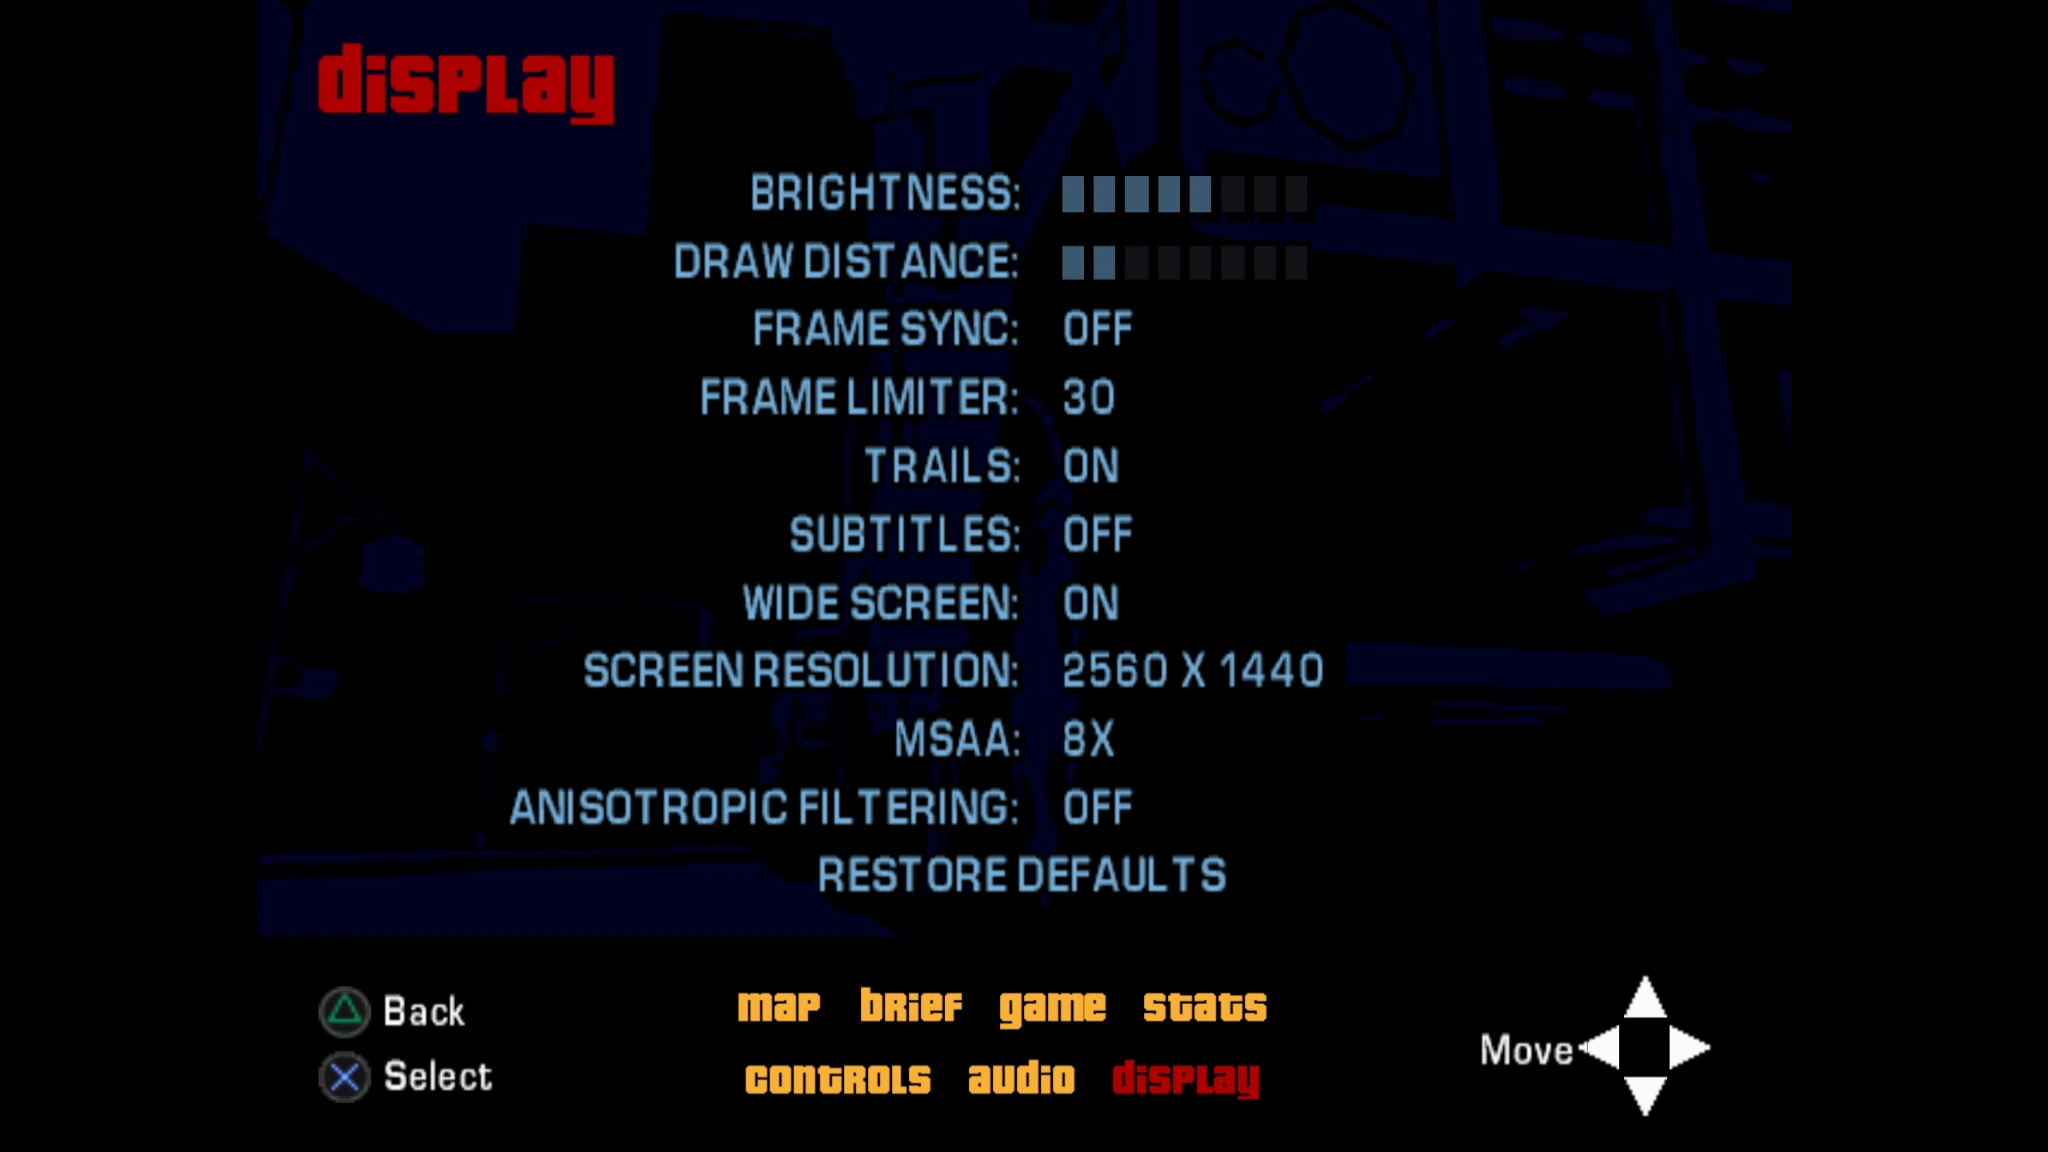 display
BRIGHTNESS:
DRAW DISTANCE:
FRAME SYNC: OFF
FRAME LIMITER: 30
TRAILS: ON
SUBTITLES: OFF
WIDE SCREEN: ON
SCREEN RESOLUTION: 2560 X 1440
MSAA: 8X
ANISOTROPIC FILTERING: OFF
RESTORE DEFAULTS
Back
Select
map brief game stats
controls audio display
Move